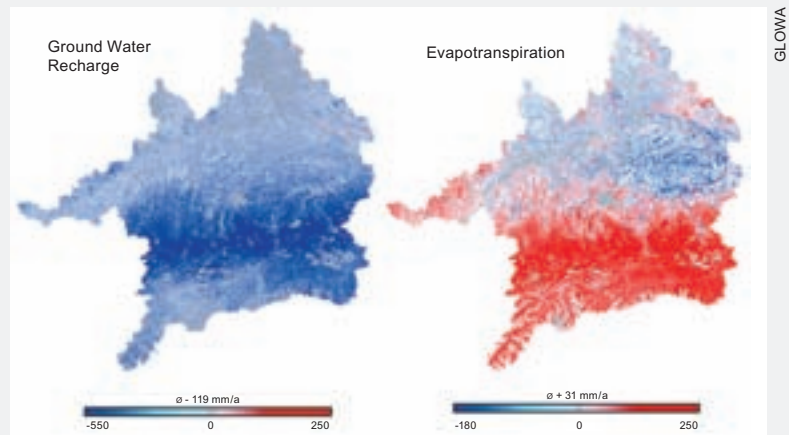 Ground Water
Recharge
Evapotranspiration
GLOWA
ø - 119 mm/a
-550 0 250
ø + 31 mm/a
-180 0 250